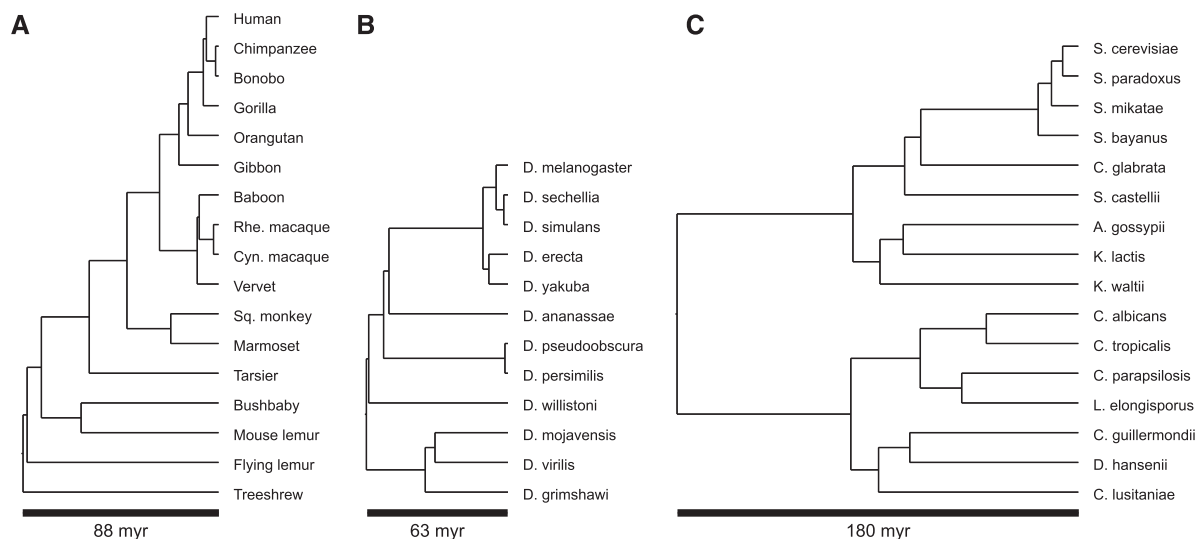 A
Human
Chimpanzee
Bonobo
Gorilla
Orangutan
Gibbon
Baboon
Rhe. macaque
Cyn. macaque
Vervet
Sq. monkey
Marmoset
Tarsier
Bushbaby
Mouse lemur
Flying lemur
Treeshrew
88 myr
B
D. melanogaster
D. sechellia
D. simulans
D. erecta
D. yakuba
D. ananassae
D. pseudoobscura
D. persimilis
D. willistoni
D. mojavensis
D. virilis
D. grimshawi
63 myr
C
S. cerevisiae
S. paradoxus
S. mikatae
S. bayanus
C. glabrata
S. castellii
A. gossypii
K. lactis
K. waltii
C. albicans
C. tropicalis
C. parapsilosis
L. elongisporus
C. guillermondii
D. hansenii
C. lusitaniae
180 myr